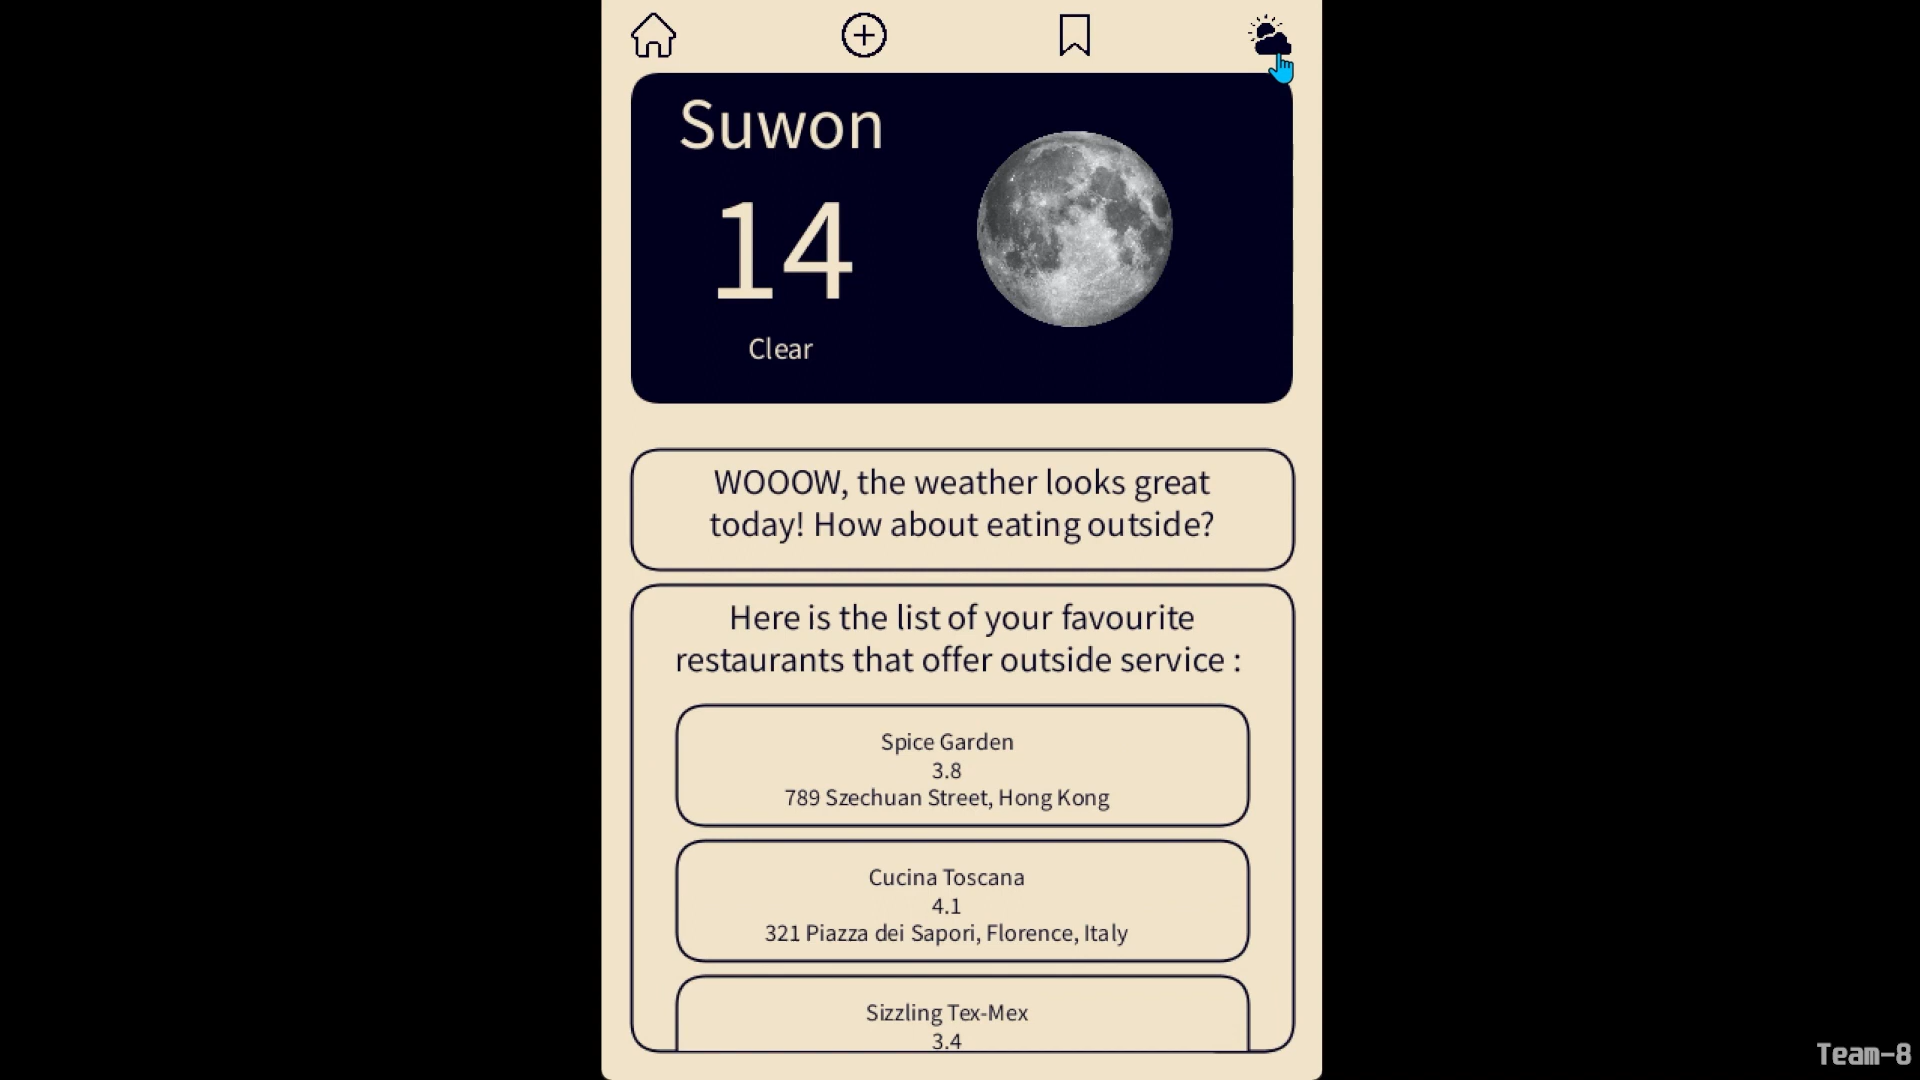 Suwon
14
Clear
WOOOW, the weather looks great
today! How about eating outside?
Here is the list of your favourite
restaurants that offer outside service :
Spice Garden
3.8
789 Szechuan Street, Hong Kong
Cucina Toscana
4.1
321 Piazza dei Sapori, Florence, Italy
Sizzling Tex-Mex
3.4
Team-8